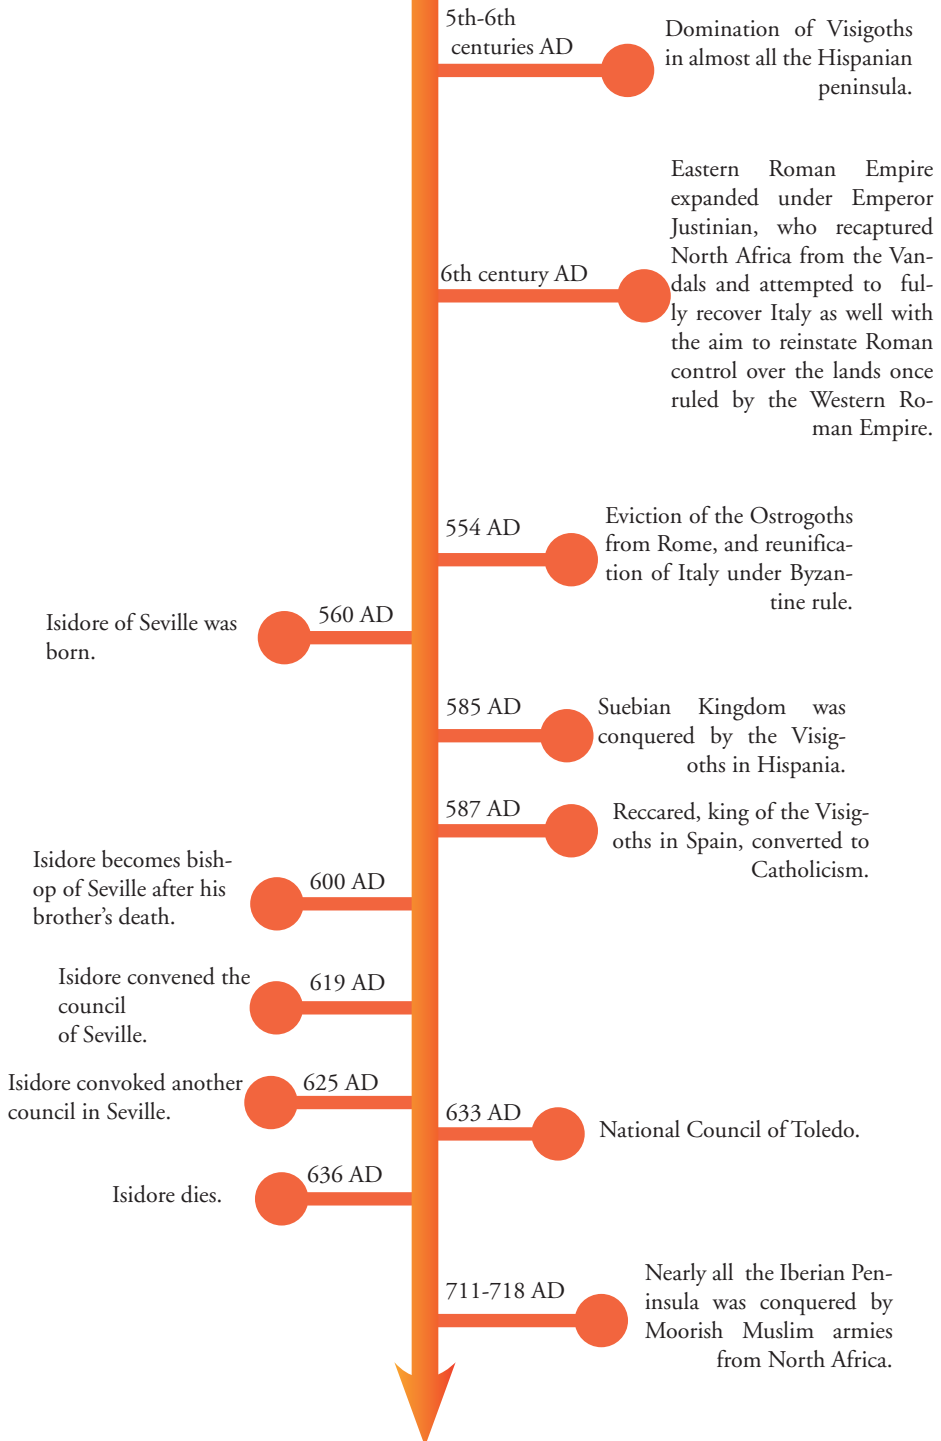 5th-6th
centuries AD
Domination of Visigoths
in almost all the Hispanian
peninsula.
6th century AD
Eastern Roman Empire
expanded under Emperor
Justinian, who recaptured
North Africa from the Van-
dals and attempted to ful-
ly recover Italy as well with
the aim to reinstate Roman
control over the lands once
ruled by the Western Ro-
man Empire.
554 AD
Eviction of the Ostrogoths
from Rome, and reunifica-
tion of Italy under Byzan-
tine rule.
560 AD
Isidore of Seville was
born.
585 AD
Suebian Kingdom was
conquered by the Visig-
oths in Hispania.
587 AD
Reccared, king of the Visig-
oths in Spain, converted to
Catholicism.
600 AD
Isidore becomes bish-
op of Seville after his
brother’s death.
619 AD
Isidore convened the
council
of Seville.
625 AD
Isidore convoked another
council in Seville.
633 AD
National Council of Toledo.
636 AD
Isidore dies.
711-718 AD
Nearly all the Iberian Pen-
insula was conquered by
Moorish Muslim armies
from North Africa.